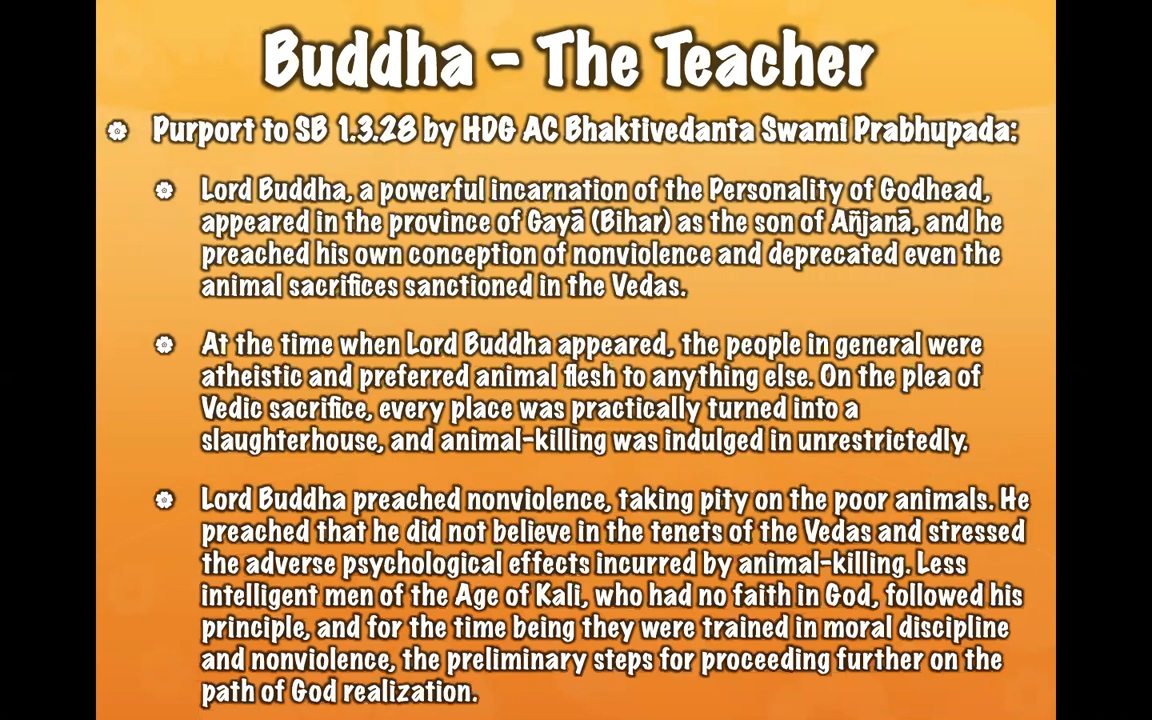 Buddha - The Teacher
Purport to SB 1.3.28 by HDG AC Bhaktivedanta Swami Prabhupada:
Lord Buddha, a powerful incarnation of the Personality of Godhead,
appeared in the province of Gayā (Bihar) as the son of Añjanā, and he
preached his own conception of nonviolence and deprecated even the
animal sacrifices sanctioned in the Vedas.
At the time when Lord Buddha appeared, the people in general were
atheistic and preferred animal flesh to anything else. On the plea of
Vedic sacrifice, every place was practically turned into a
slaughterhouse, and animal-killing was indulged in unrestrictedly.
Lord Buddha preached nonviolence, taking pity on the poor animals. He
preached that he did not believe in the tenets of the Vedas and stressed
the adverse psychological effects incurred by animal-killing. Less
intelligent men of the Age of Kali, who had no faith in God, followed his
principle, and for the time being they were trained in moral discipline
and nonviolence, the preliminary steps for proceeding further on the
path of God realization.